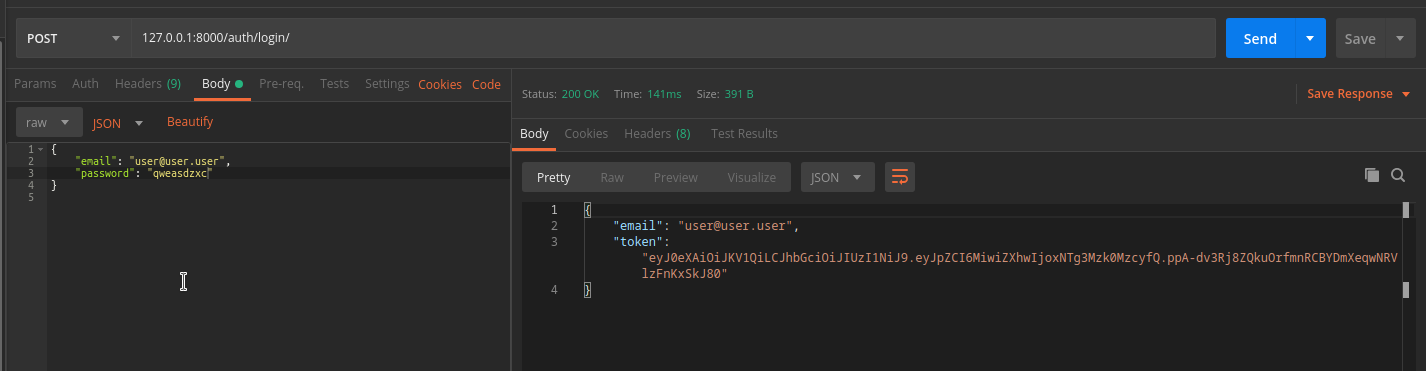 POST 127.0.0.1:8000/auth/login/ Send Save
Params Auth Headers (9) Body Pre-req. Tests Settings Cookies Code
raw JSON Beautify
1 {
2 "email": "user@user.user",
3 "password": "qweasdzxc"
4 }
5
Status: 200 OK Time: 141ms Size: 391 B Save Response
Body Cookies Headers (8) Test Results
Pretty Raw Preview Visualize JSON
1 {
2 "email": "user@user.user",
3 "token":
"eyJ0eXAiOiJKV1QiLCJhbGciOiJIUzI1NiJ9.eyJpZCI6MiwiZXhwIjoxNTg3Mzk0MzcyfQ.ppA-dv3Rj8ZQkuOrfmnRCBYDmXeqwNRV
lzFnKxSkJ80"
4 }